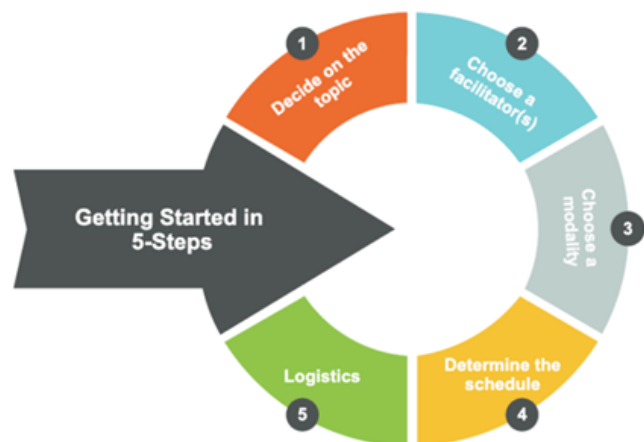 Getting Started in
5-Steps
1
Decide on the
topic
2
Choose a
facilitator(s)
3
Choose a
modality
4
Determine the
schedule
5
Logistics